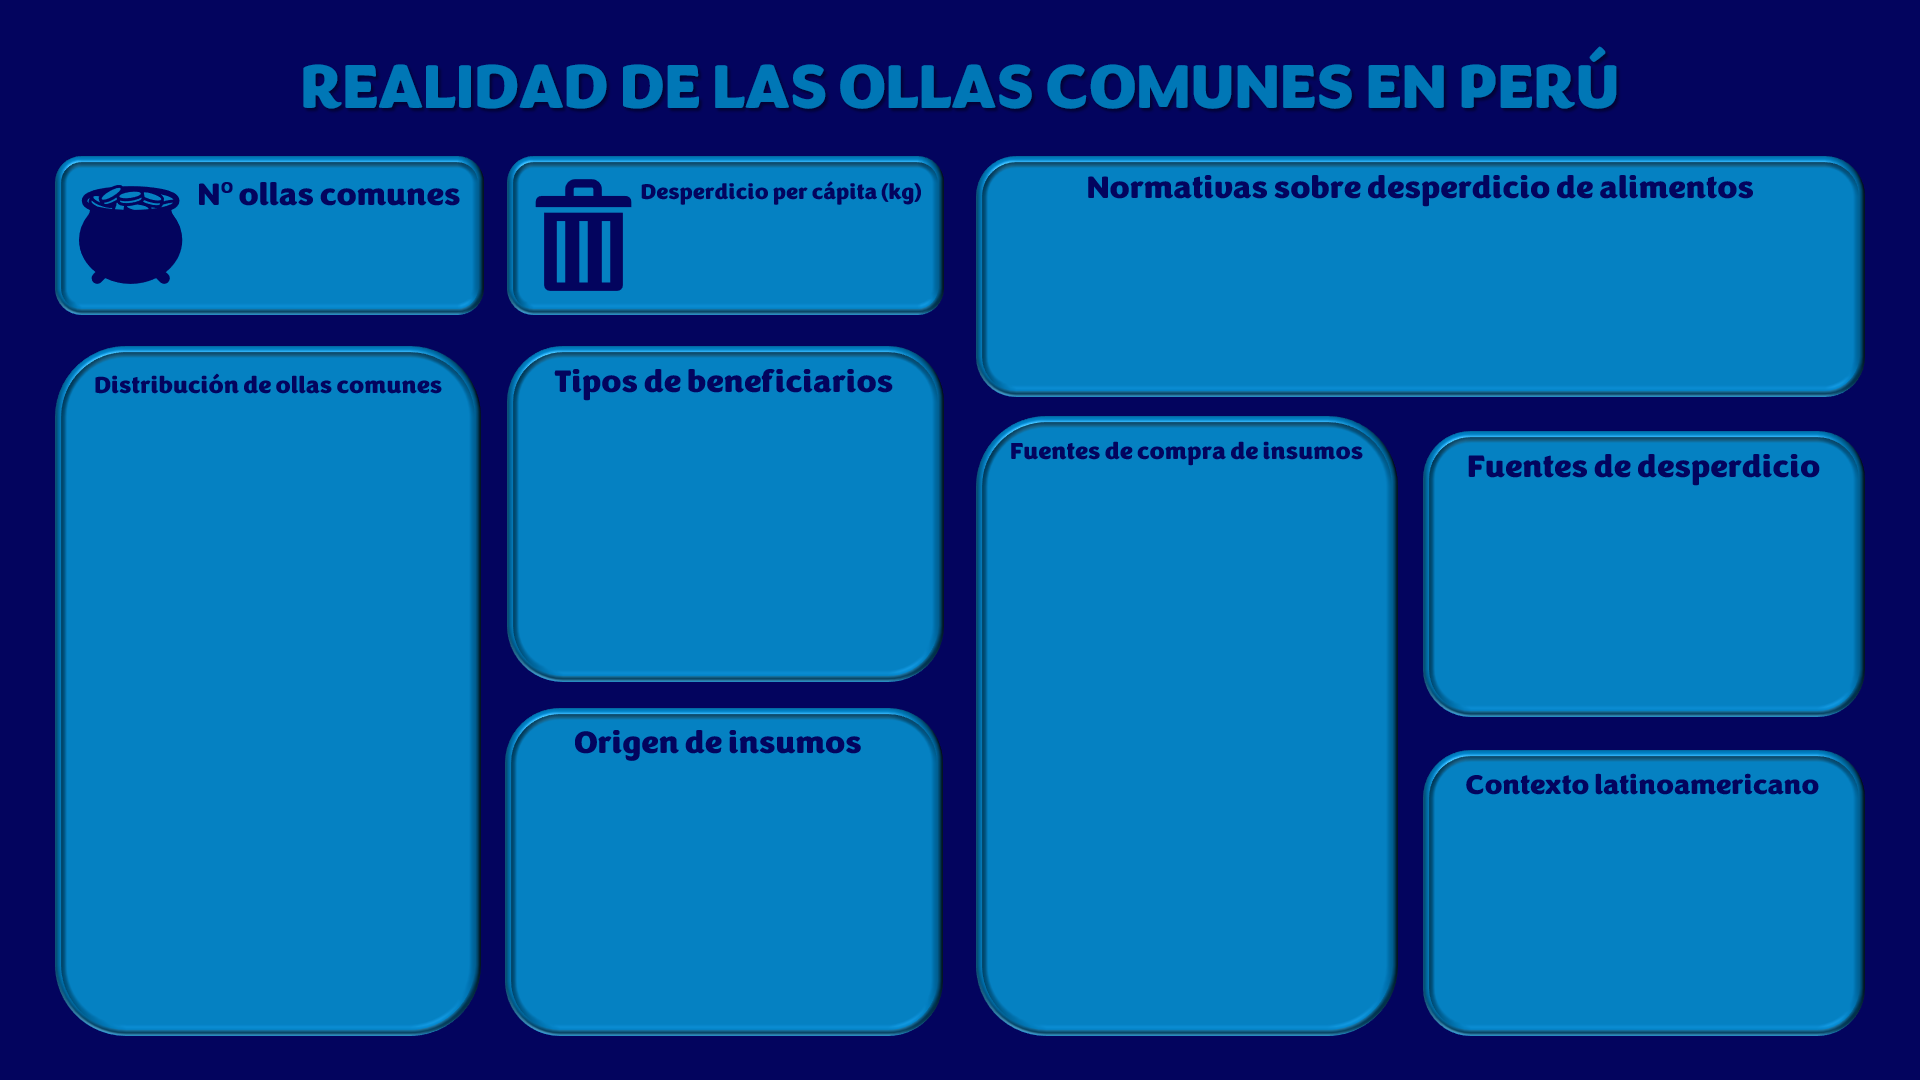 REALIDAD DE LAS OLLAS COMUNES EN PERÚ
Nº ollas comunes
Desperdicio per cápita (kg)
Normativas sobre desperdicio de alimentos
Distribución de ollas comunes
Tipos de beneficiarios
Fuentes de compra de insumos
Fuentes de desperdicio
Origen de insumos
Contexto latinoamericano